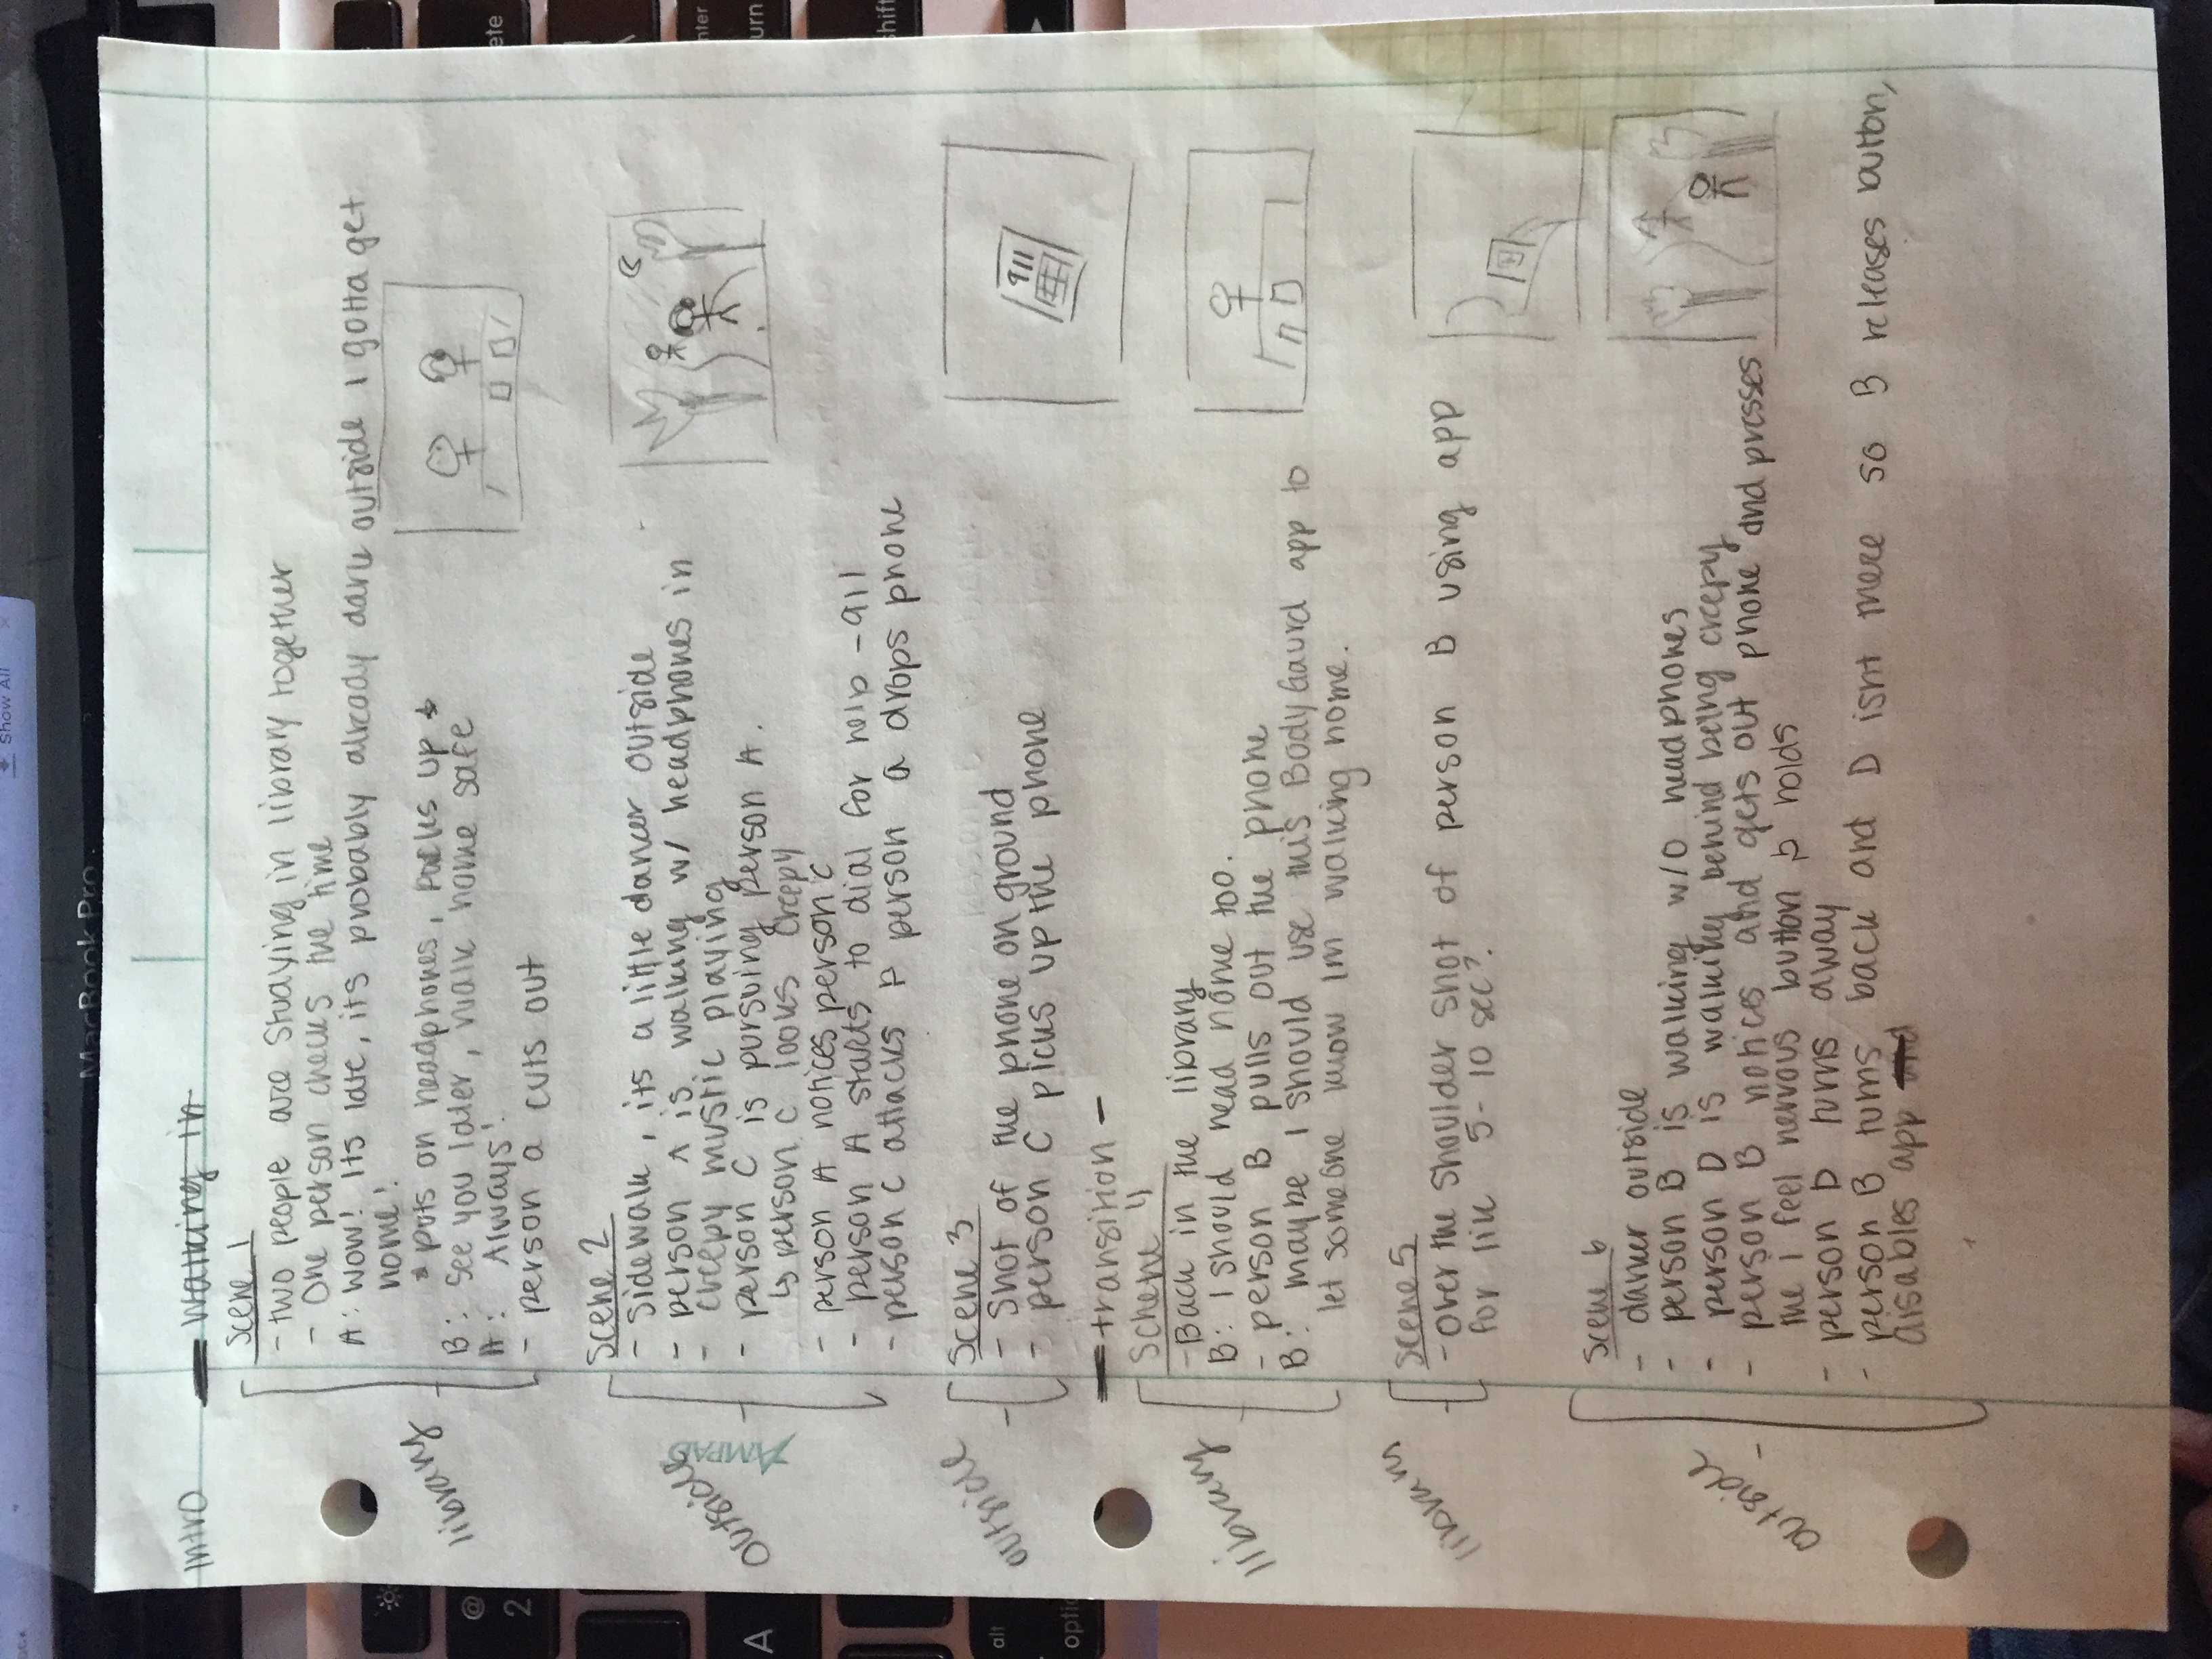 Show All
MacBook Pro
Intro
- walking in
Scene 1
- two people are studying in library together
- One person checks the time
A: Wow! Its late, its probably already dark outside I gotta get
home!
* puts on headphones, packs up *
library
B: See you later, walk home safe
A: Always!
- person a cuts out
Scene 2
- Sidewalk, its a little darker outside
- person A is walking w/ headphones in
- creepy mustic playing
outside
AMPAD
- person C is pursuing person A.
↳ person C looks creepy
- person A notices person C
- person A starts to dial for help - 911
- person C attacks & person a drops phone
outside
Scene 3
- Shot of the phone on ground
- person C picks up the phone
911
- transition -
Schene 4
- Back in the library
library
B: I should head home too.
- person B pulls out the phone
B: maybe I should use this BodyGaurd app to
let someone know Im walking home.
library
Scene 5
- over the shoulder shot of person B using app
for like 5-10 sec?
Scene 6
- darker outside
- person B is walking w/o headphones
- person D is walking behind being creepy
outside
- person B notices and gets out phone and presses
the I feel nervous button & holds
- person D turns away
- person B turns back and D isnt there so B releases button,
disables app and
@
2
A
alt
option
ete
enter
urn
shift